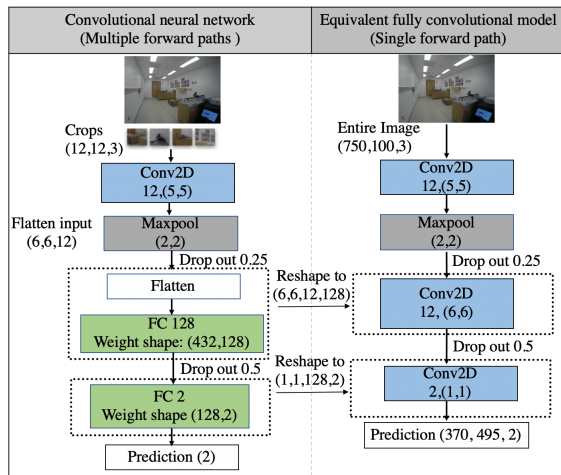 Convolutional neural network
(Multiple forward paths )
Equivalent fully convolutional model
(Single forward path)
Crops
(12,12,3)
Conv2D
12,(5,5)
Flatten input
(6,6,12)
Maxpool
(2,2)
Drop out 0.25
Flatten
FC 128
Weight shape: (432,128)
Drop out 0.5
FC 2
Weight shape (128,2)
Prediction (2)
Reshape to
(6,6,12,128)
Reshape to
(1,1,128,2)
Entire Image
(750,100,3)
Conv2D
12,(5,5)
Maxpool
(2,2)
Drop out 0.25
Conv2D
12, (6,6)
Drop out 0.5
Conv2D
2,(1,1)
Prediction (370, 495, 2)